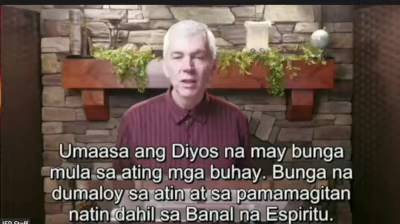 Umaasa ang Diyos na may bunga
mula sa ating mga buhay. Bunga na
dumaloy sa atin at sa pamamagitan
natin dahil sa Banal na Espiritu.